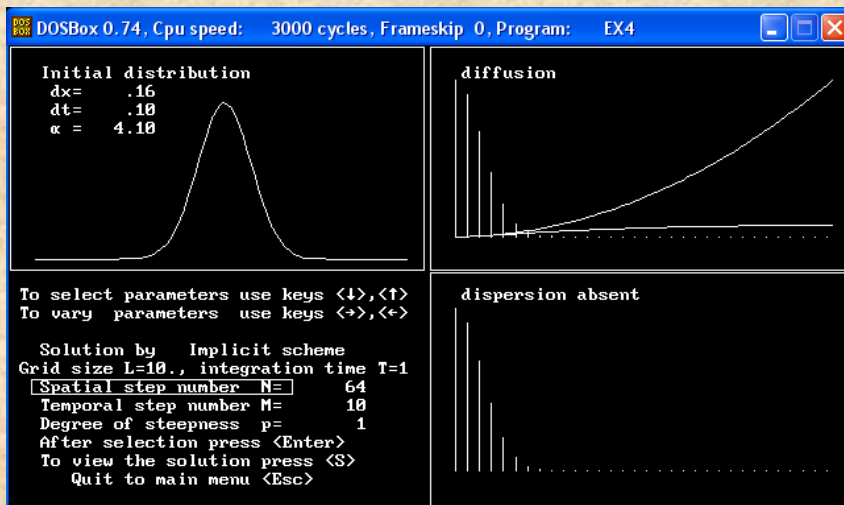 DOSBox 0.74, Cpu speed: 3000 cycles, Frameskip 0, Program: EX4
Initial distribution
dx= .16
dt= .10
α = 4.10
diffusion
To select parameters use keys <↓>,<↑>
To vary parameters use keys <→>,<←>
Solution by Implicit scheme
Grid size L=10., integration time T=1
Spatial step number N= 64
Temporal step number M= 10
Degree of steepness p= 1
After selection press <Enter>
To view the solution press <S>
Quit to main menu <Esc>
dispersion absent